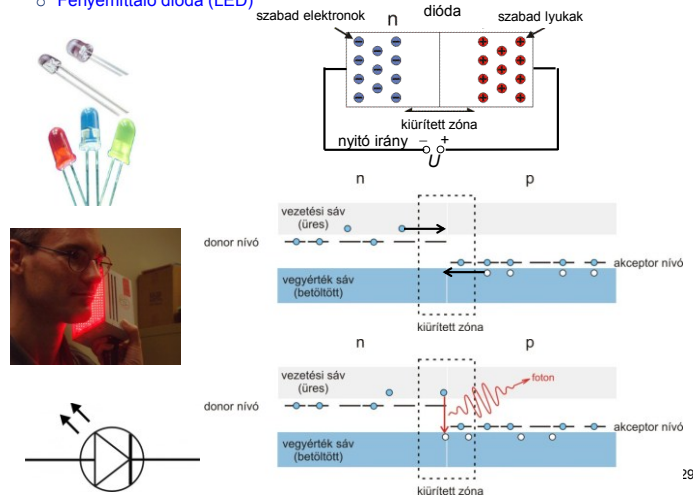 o Fényemittáló dióda (LED)
dióda
szabad elektronok
n
szabad lyukak
kiürített zóna
nyitó irány
− +
U
n
p
vezetési sáv
(üres)
donor nívó
akceptor nívó
vegyérték sáv
(betöltött)
kiürített zóna
n
p
vezetési sáv
(üres)
foton
donor nívó
akceptor nívó
vegyérték sáv
(betöltött)
kiürített zóna
29